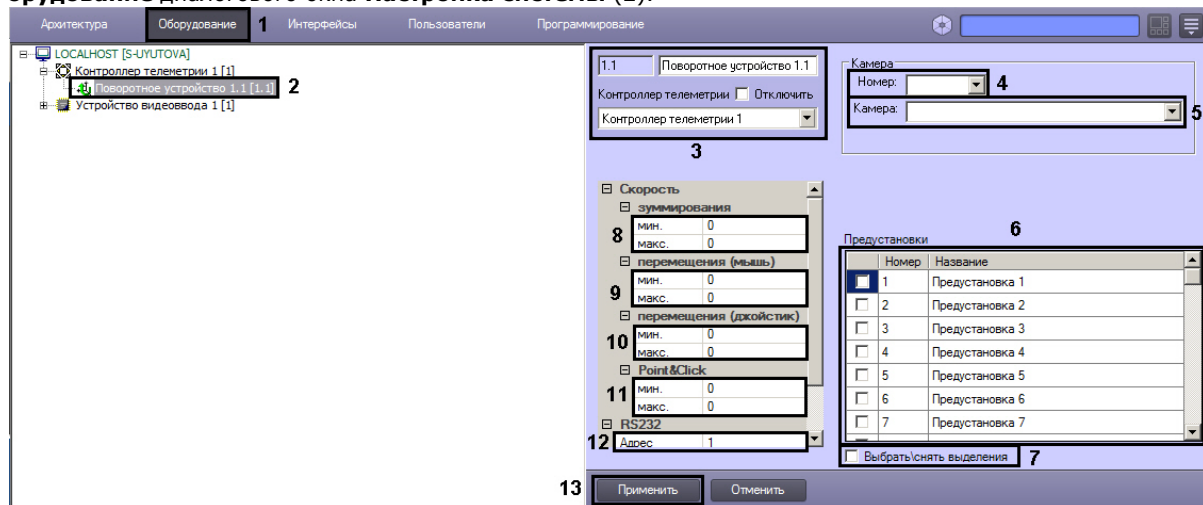 орудование диалогового окна Настройка системы (2).
Архитектура Оборудование 1 Интерфейсы Пользователи Программирование
LOCALHOST [S-UYUTOVA]
Контроллер телеметрии 1 [1]
Поворотное устройство 1.1 [1.1] 2
Устройство видеоввода 1 [1]
1.1 Поворотное устройство 1.1
Контроллер телеметрии Отключить
Контроллер телеметрии 1
3
Камера
Номер: 4
Камера: 5
Скорость
зуммирования
8 мин. 0
макс. 0
перемещения (мышь)
9 мин. 0
макс. 0
перемещения (джойстик)
10 мин. 0
макс. 0
Point&Click
11 мин. 0
макс. 0
RS232
12 Адрес 1
6
Предустановки
Номер Название
1 Предустановка 1
2 Предустановка 2
3 Предустановка 3
4 Предустановка 4
5 Предустановка 5
6 Предустановка 6
7 Предустановка 7
Выбрать\снять выделения 7
13 Применить Отменить